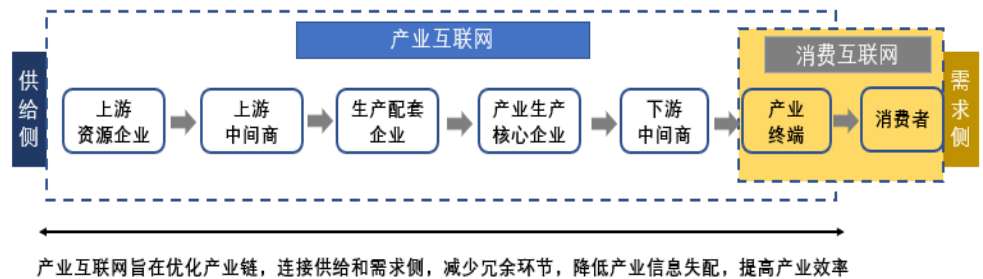 产业互联网
消费互联网
供给侧
上游
资源企业
上游
中间商
生产配套
企业
产业生产
核心企业
下游
中间商
产业
终端
消费者
需求侧
产业互联网旨在优化产业链，连接供给和需求侧，减少冗余环节，降低产业信息失配，提高产业效率